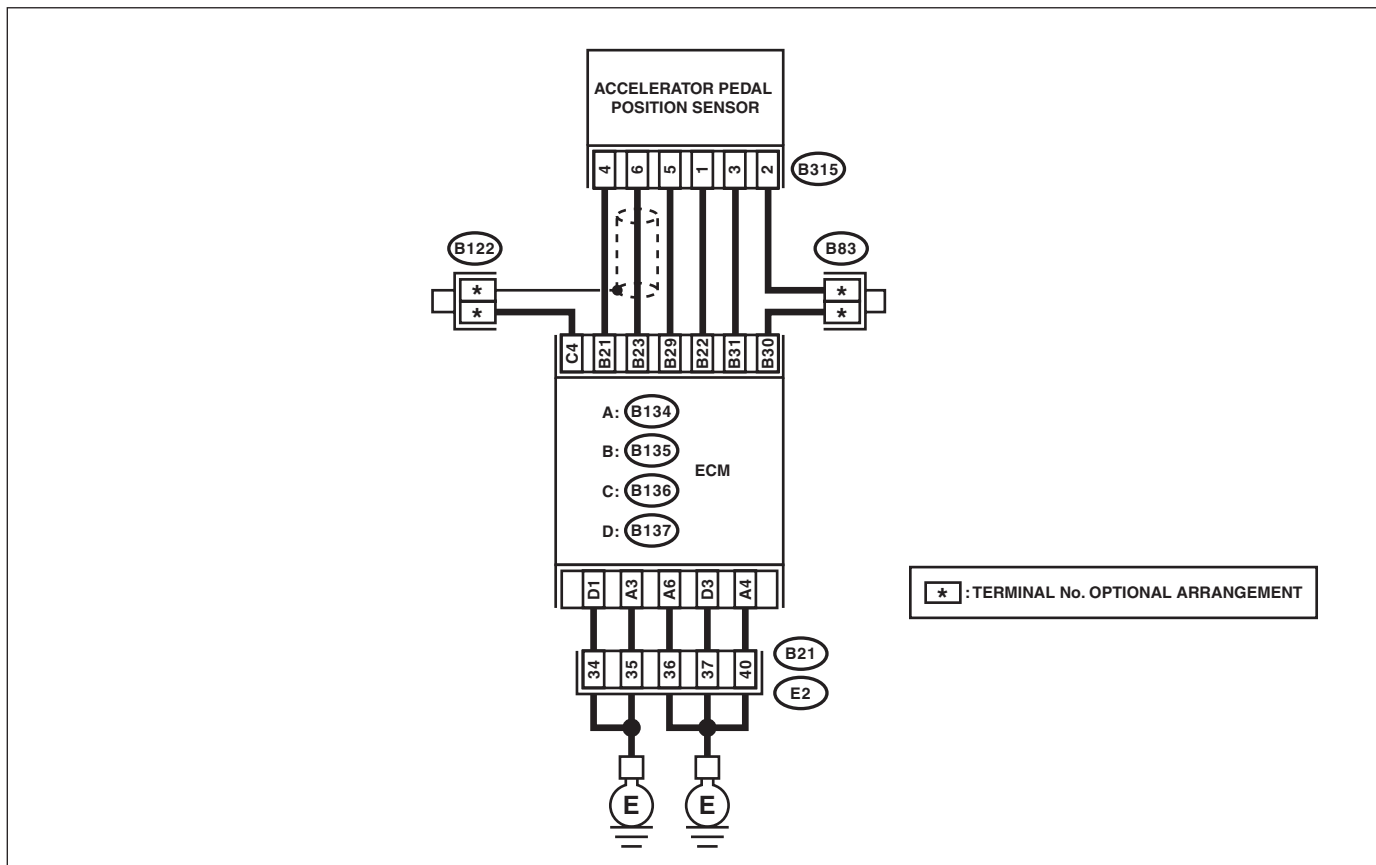 ACCELERATOR PEDAL
POSITION SENSOR
4 6 5 1 3 2
B315
B122
B83
*
*
*
*
C4 B21 B23 B29 B22 B31 B30
A: B134
B: B135
ECM
C: B136
D: B137
D1 A3 A6 D3 A4
* : TERMINAL No. OPTIONAL ARRANGEMENT
34 35 36 37 40
B21
E2
E E